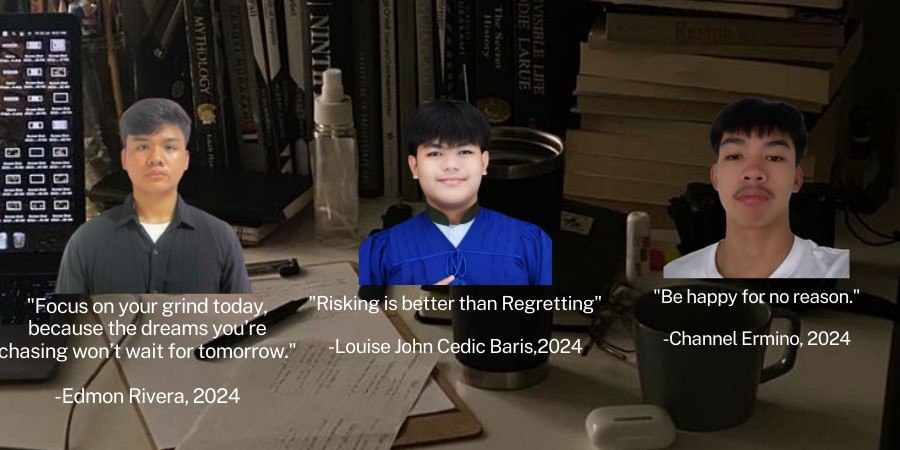 "Focus on your grind today,
because the dreams you're
chasing won't wait for tomorrow."
-Edmon Rivera, 2024
"Risking is better than Regretting"
-Louise John Cedic Baris,2024
"Be happy for no reason."
-Channel Ermino, 2024
MYTHOLOGY
NINTH
The Secret
History
VISIBLE LIFE
ADDIE LARUE